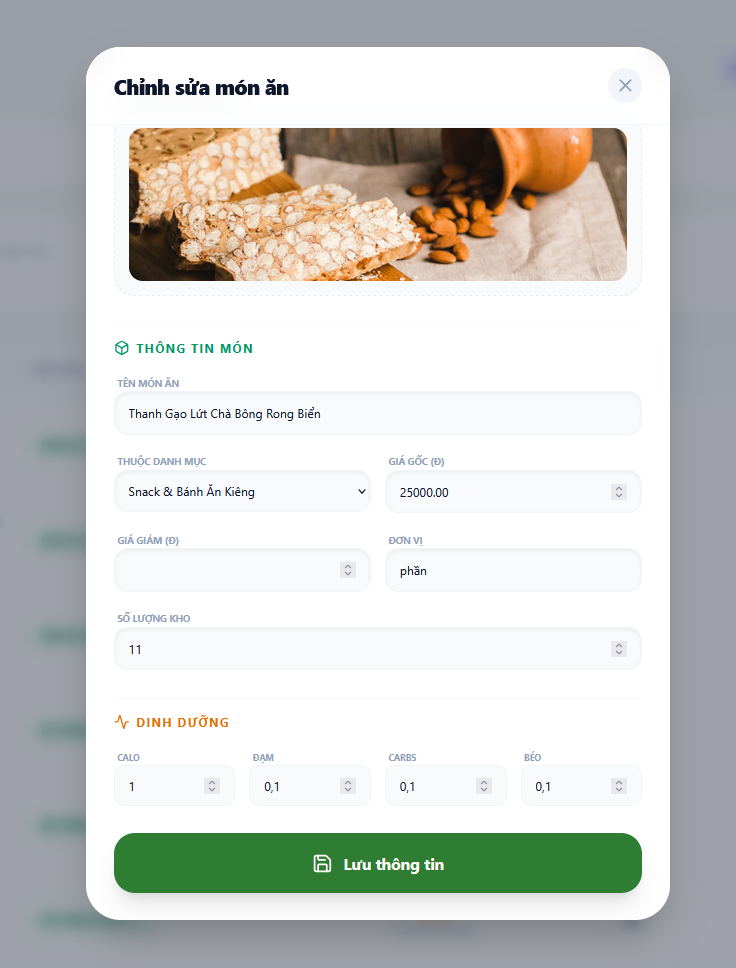 Chỉnh sửa món ăn
THÔNG TIN MÓN
TÊN MÓN ĂN
Thanh Gạo Lứt Chà Bông Rong Biển
THUỘC DANH MỤC
GIÁ GỐC (Đ)
Snack & Bánh Ăn Kiêng
25000.00
GIÁ GIẢM (Đ)
ĐƠN VỊ
phần
SỐ LƯỢNG KHO
11
DINH DƯỠNG
CALO
ĐẠM
CARBS
BÉO
1
0,1
0,1
0,1
Lưu thông tin